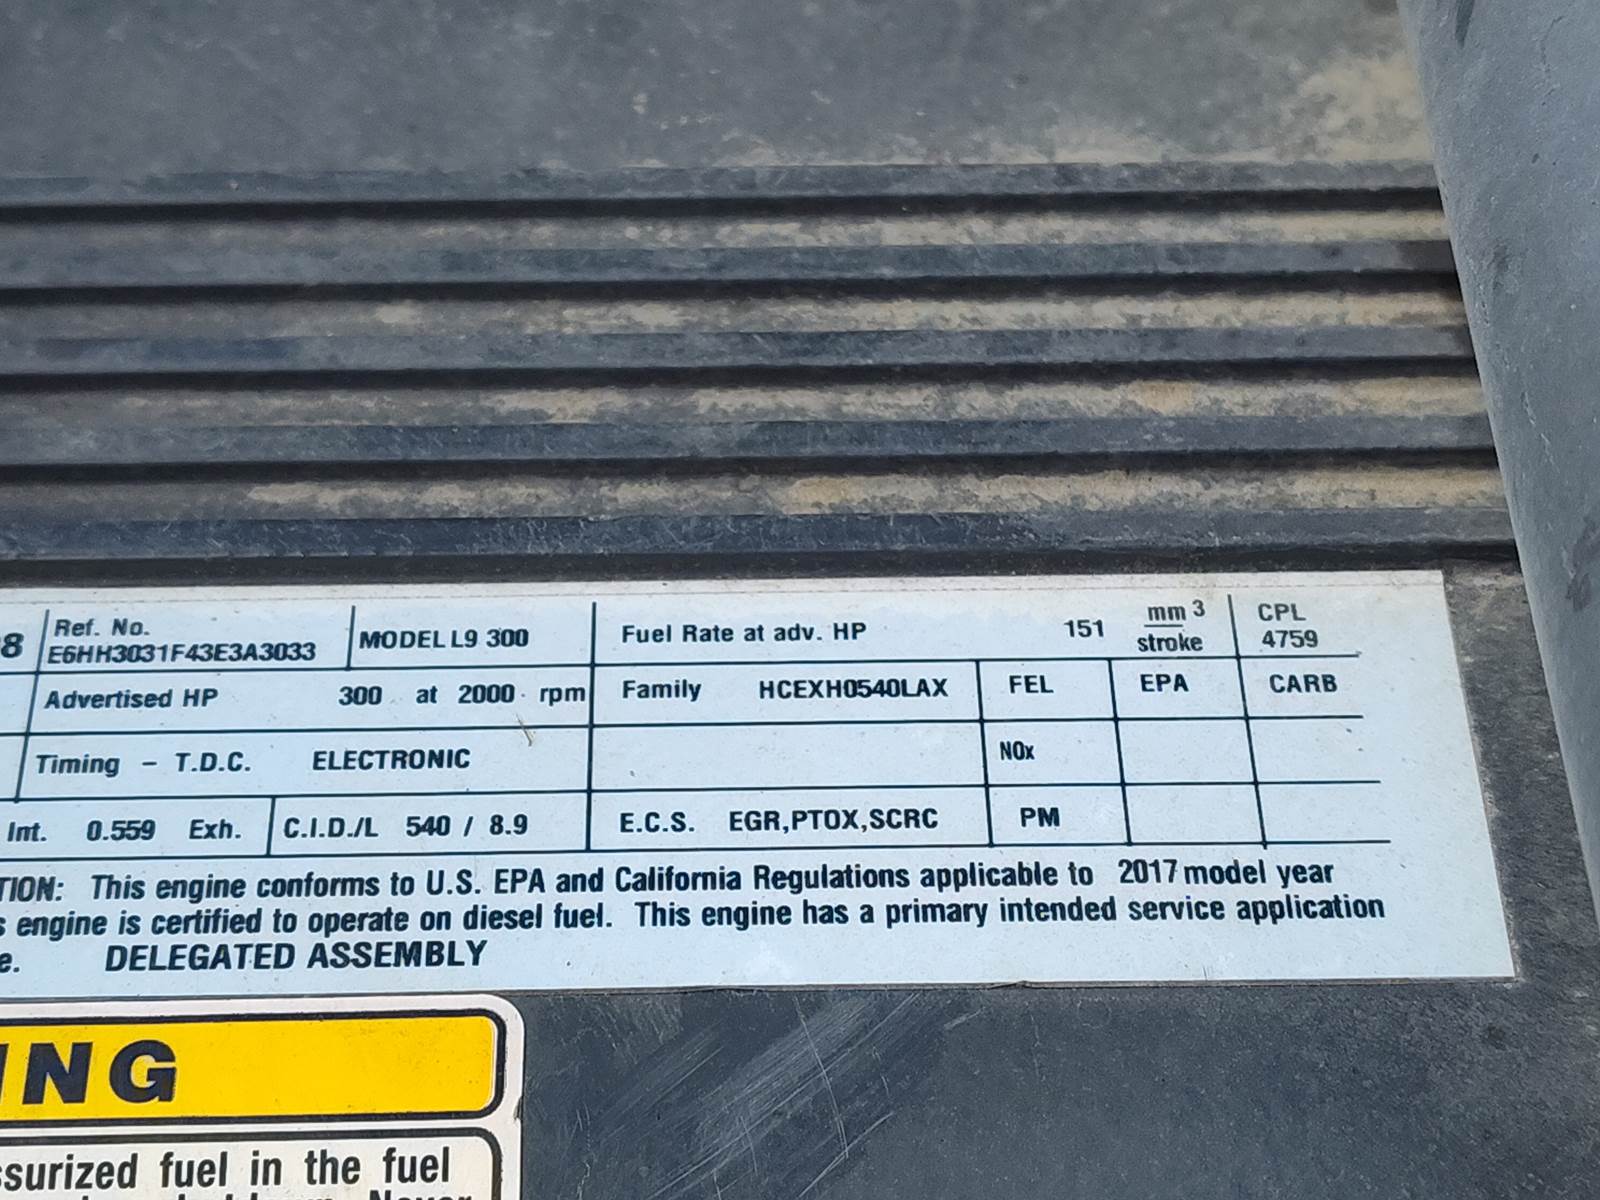 8 Ref. No. E6HH3031F43E3A3033 MODEL L9 300 Fuel Rate at adv. HP 151 mm 3 stroke CPL 4759
Advertised HP 300 at 2000 rpm Family HCEXH0540LAX FEL EPA CARB
Timing – T.D.C. ELECTRONIC NOx
Int. 0.559 Exh. C.I.D./L 540 / 8.9 E.C.S. EGR,PTOX,SCRC PM
TION: This engine conforms to U.S. EPA and California Regulations applicable to 2017 model year
s engine is certified to operate on diesel fuel. This engine has a primary intended service application
e. DELEGATED ASSEMBLY
ING
ssurized fuel in the fuel